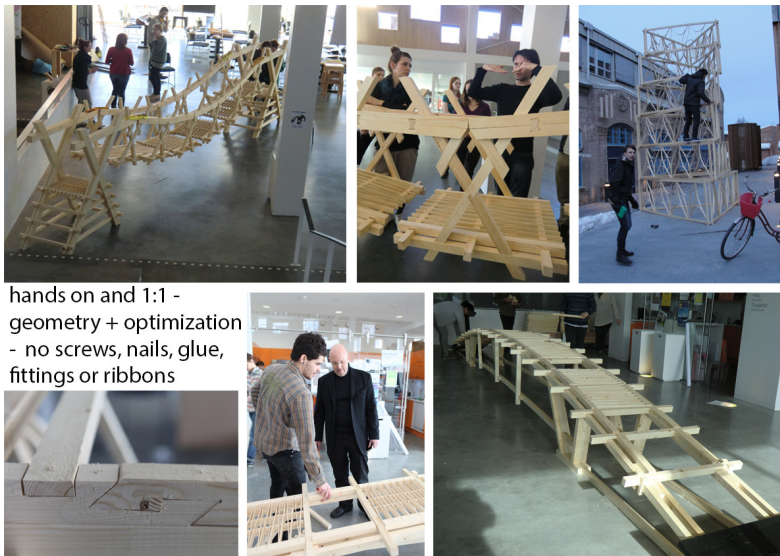 hands on and 1:1 -
geometry + optimization
-  no screws, nails, glue,
fittings or ribbons